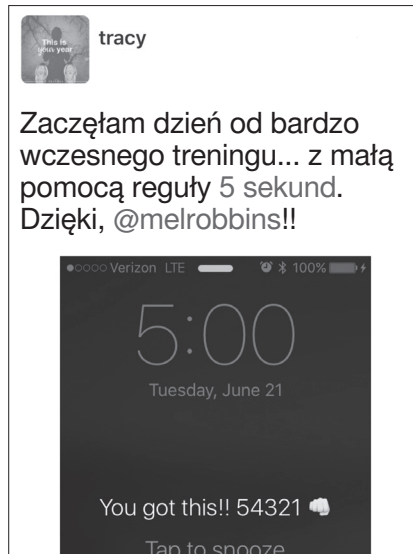 This is
your year
tracy
Zaczęłam dzień od bardzo
wczesnego treningu... z małą
pomocą reguły 5 sekund.
Dzięki, @melrobbins!!
Verizon LTE 100%
5:00
Tuesday, June 21
You got this!! 54321 👊
Tap to snooze